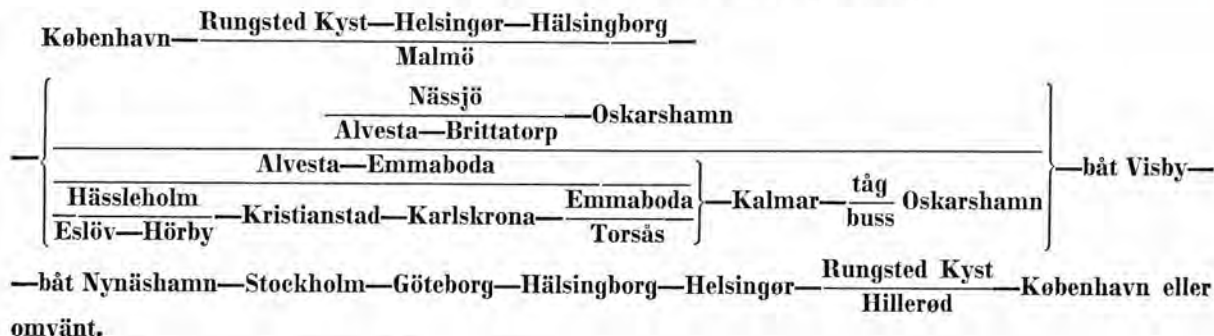 København—Rungsted Kyst—Helsingør—Hälsingborg—
Malmö
—Nässjö
Alvesta—Brittatorp—Oskarshamn
Alvesta—Emmaboda
Hässleholm
Eslöv—Hörby—Kristianstad—Karlskrona—Emmaboda
Torsås
—Kalmar—tåg
buss Oskarshamn
—båt Visby—
—båt Nynäshamn—Stockholm—Göteborg—Hälsingborg—Helsingør—Rungsted Kyst
Hillerød—København eller
omvänt.